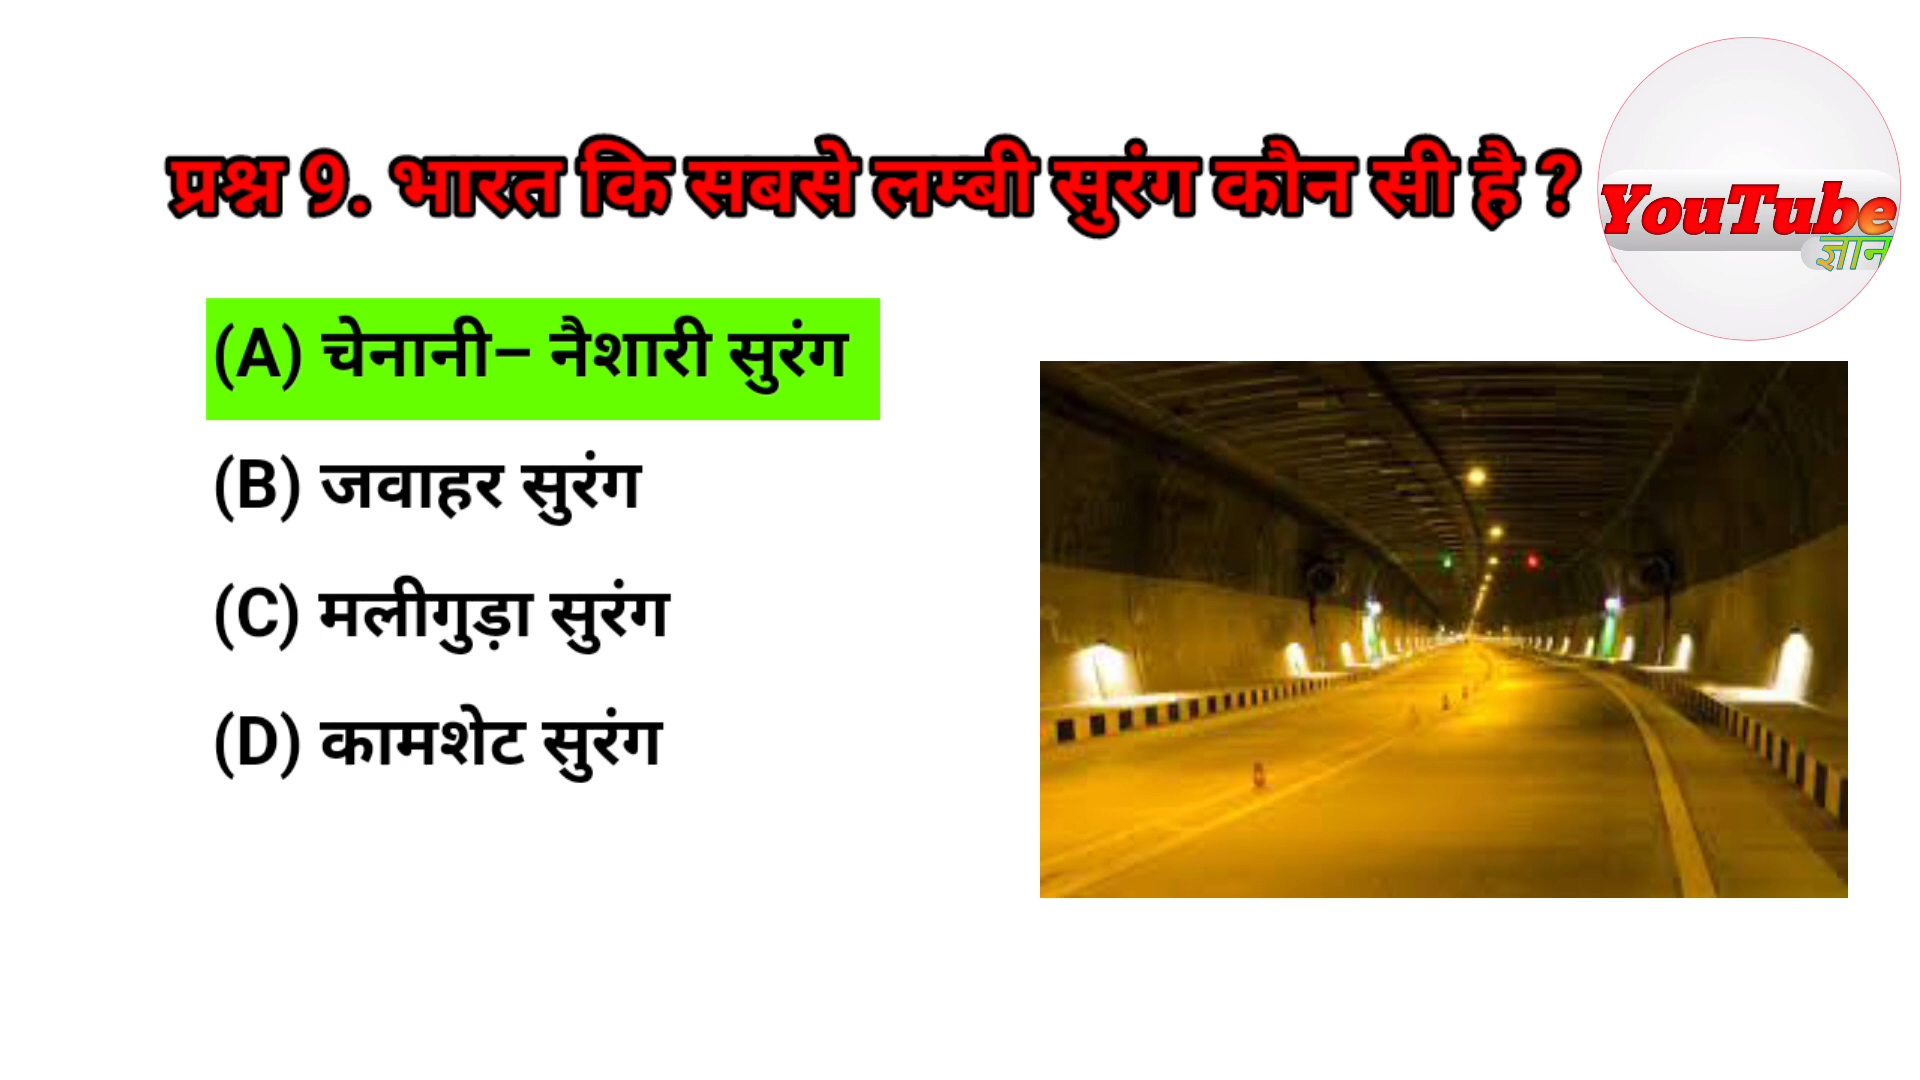 प्रश्न 9. भारत कि सबसे लम्बी सुरंग कौन सी है ?
YouTube
ज्ञान
(A) चेनानी– नैशारी सुरंग
(B) जवाहर सुरंग
(C) मलीगुड़ा सुरंग
(D) कामशेट सुरंग